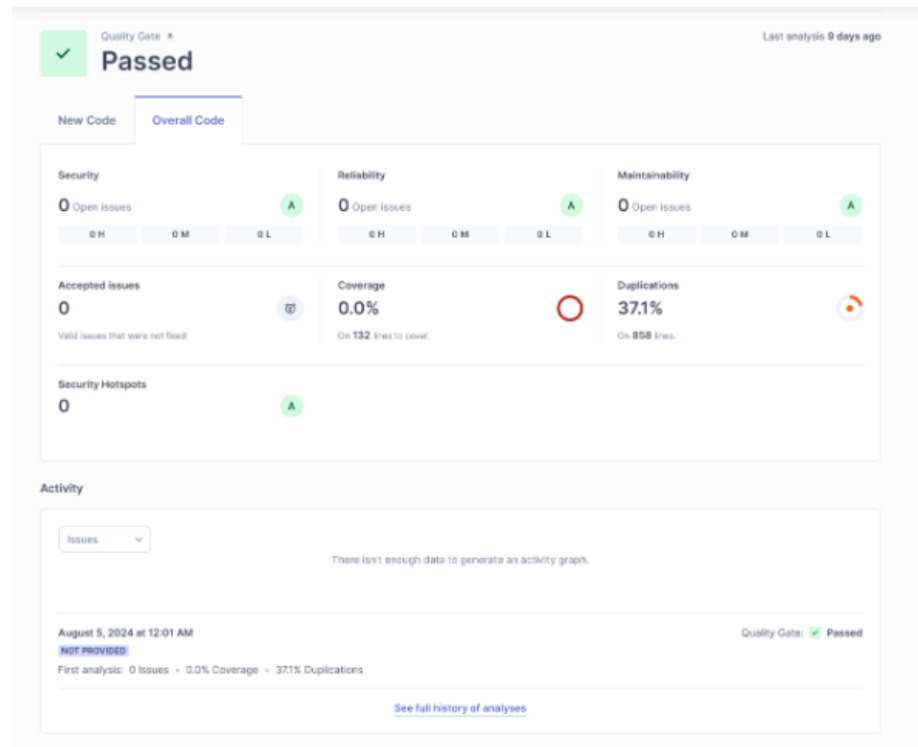 Quality Gate
Last analysis 9 days ago
Passed
New Code
Overall Code
Security
0 Open issues
A
0 H
0 M
0 L
Reliability
0 Open issues
A
0 H
0 M
0 L
Maintainability
0 Open issues
A
0 H
0 M
0 L
Accepted issues
0
Valid issues that were not fixed
Coverage
0.0%
On 132 lines to cover.
Duplications
37.1%
On 858 lines.
Security Hotspots
0
A
Activity
Issues
There isn't enough data to generate an activity graph.
August 5, 2024 at 12:01 AM
Quality Gate: Passed
NOT PROVIDED
First analysis: 0 Issues • 0.0% Coverage • 37.1% Duplications
See full history of analyses